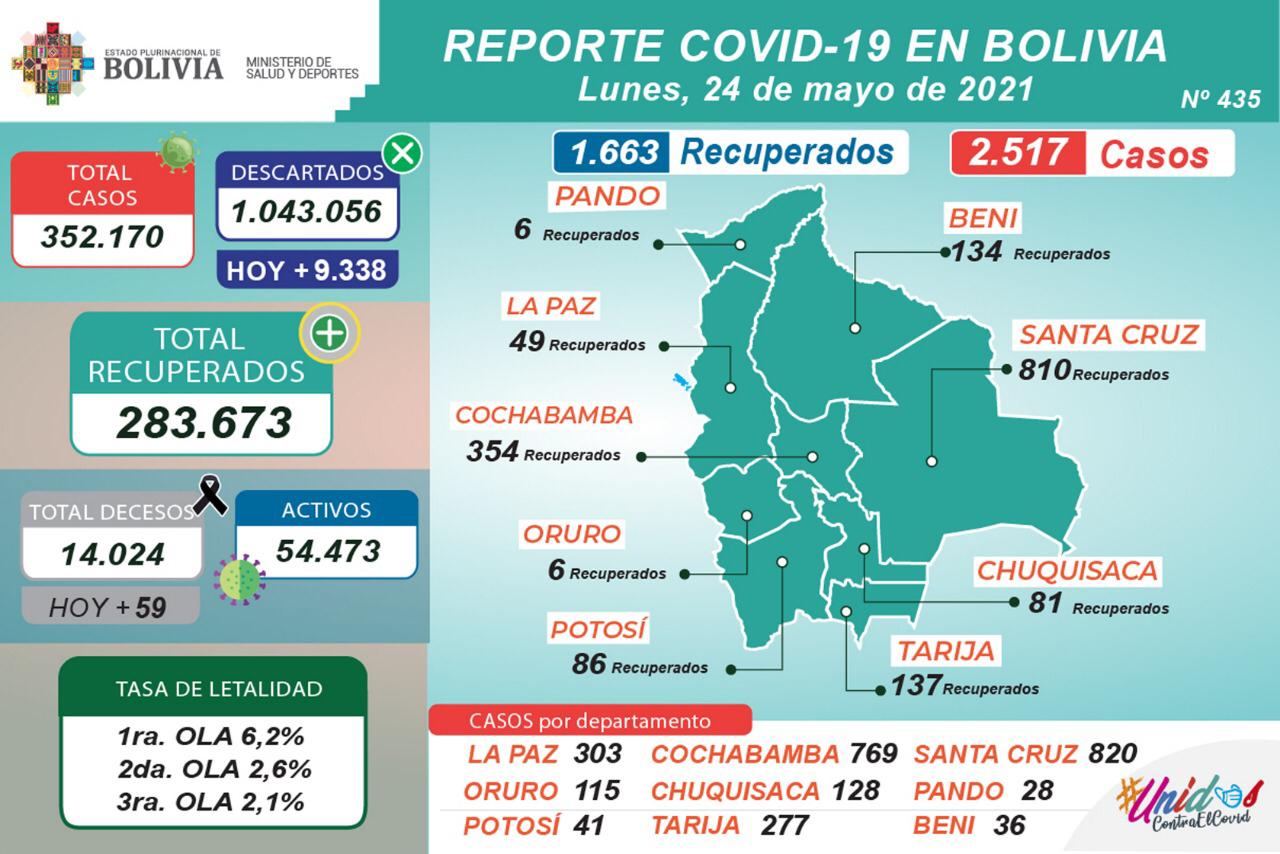 ESTADO PLURINACIONAL DE
BOLIVIA
MINISTERIO DE
SALUD Y DEPORTES
REPORTE COVID-19 EN BOLIVIA
Lunes, 24 de mayo de 2021
Nº 435
TOTAL
CASOS
352.170
DESCARTADOS
1.043.056
HOY + 9.338
TOTAL
RECUPERADOS
283.673
TOTAL DECESOS
14.024
HOY + 59
ACTIVOS
54.473
TASA DE LETALIDAD
1ra. OLA 6,2%
2da. OLA 2,6%
3ra. OLA 2,1%
1.663 Recuperados
2.517 Casos
PANDO
6 Recuperados
BENI
134 Recuperados
LA PAZ
49 Recuperados
SANTA CRUZ
810 Recuperados
COCHABAMBA
354 Recuperados
ORURO
6 Recuperados
CHUQUISACA
81 Recuperados
POTOSÍ
86 Recuperados
TARIJA
137 Recuperados
CASOS por departamento
LA PAZ 303 COCHABAMBA 769 SANTA CRUZ 820
ORURO 115 CHUQUISACA 128 PANDO 28
POTOSÍ 41 TARIJA 277 BENI 36
#Unidos
ContraElCovid